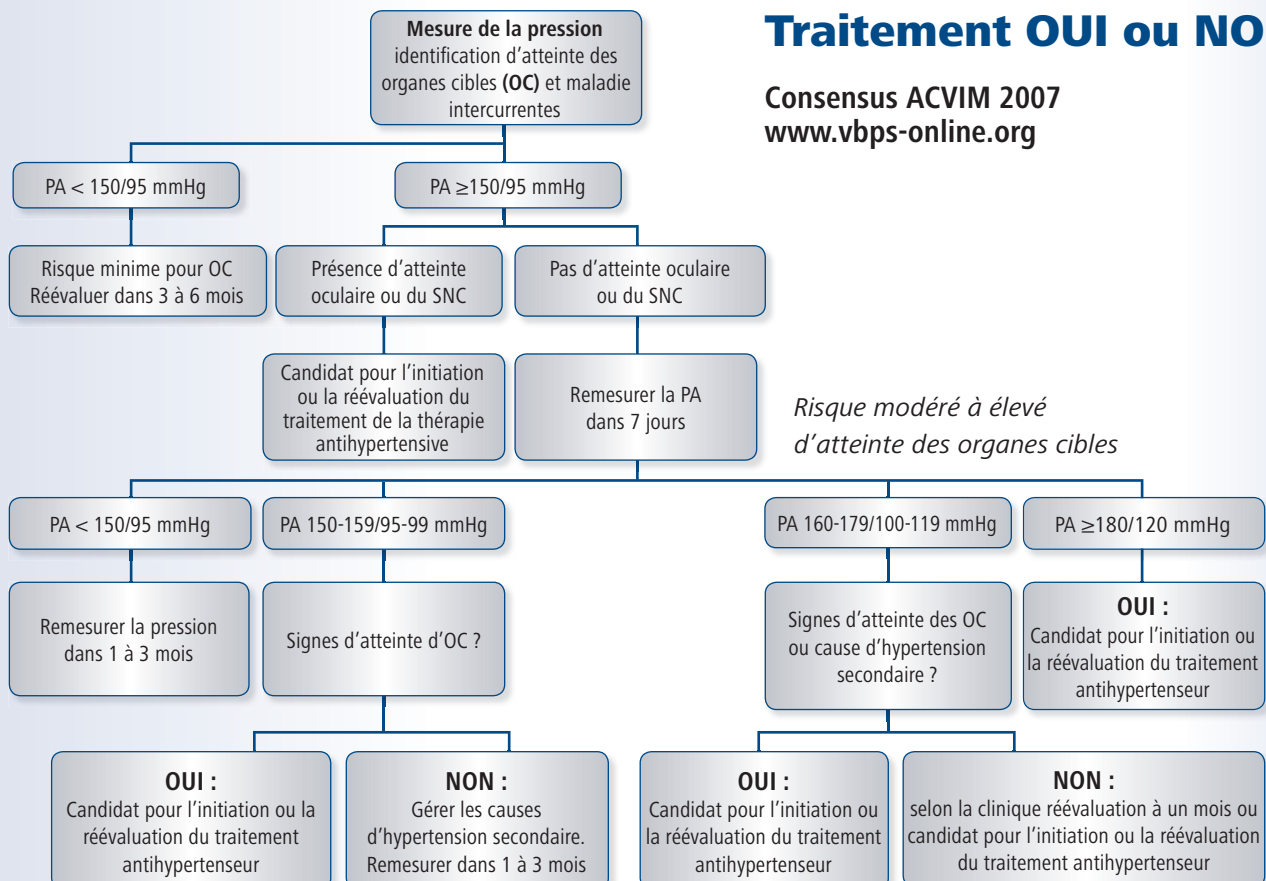 Mesure de la pression
identification d'atteinte des
organes cibles (OC) et maladie
intercurrentes
Traitement OUI ou NO
Consensus ACVIM 2007
www.vbps-online.org
PA < 150/95 mmHg
PA ≥150/95 mmHg
Risque minime pour OC
Réévaluer dans 3 à 6 mois
Présence d'atteinte
oculaire ou du SNC
Pas d'atteinte oculaire
ou du SNC
Candidat pour l'initiation
ou la réévaluation du
traitement de la thérapie
antihypertensive
Remesurer la PA
dans 7 jours
Risque modéré à élevé
d'atteinte des organes cibles
PA < 150/95 mmHg
PA 150-159/95-99 mmHg
PA 160-179/100-119 mmHg
PA ≥180/120 mmHg
Remesurer la pression
dans 1 à 3 mois
Signes d'atteinte d'OC ?
Signes d'atteinte des OC
ou cause d'hypertension
secondaire ?
OUI :
Candidat pour l'initiation ou
la réévaluation du traitement
antihypertenseur
OUI :
Candidat pour l'initiation ou la
réévaluation du traitement
antihypertenseur
NON :
Gérer les causes
d'hypertension secondaire.
Remesurer dans 1 à 3 mois
OUI :
Candidat pour l'initiation ou
la réévaluation du traitement
antihypertenseur
NON :
selon la clinique réévaluation à un mois ou
candidat pour l'initiation ou la réévaluation
du traitement antihypertenseur